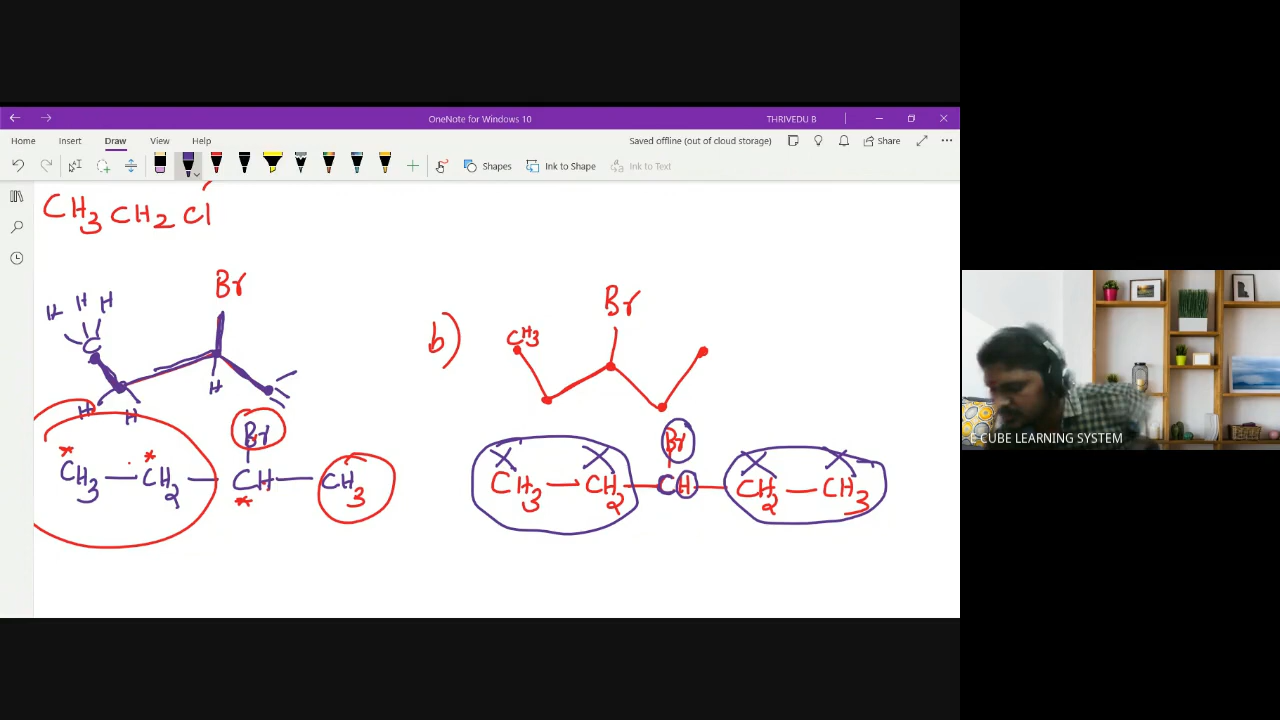 OneNote for Windows 10
THRIVEDU B
Home Insert Draw View Help
Saved offline (out of cloud storage)
Share
Shapes
Ink to Shape
Ink to Text
CH3 CH2 Cl
Br
H H H
C
H
H H
Br
CH3 — CH2 — CH — CH3
b)
Br
CH3
Br
CH3 — CH2 — CH — CH2 — CH3
E CUBE LEARNING SYSTEM